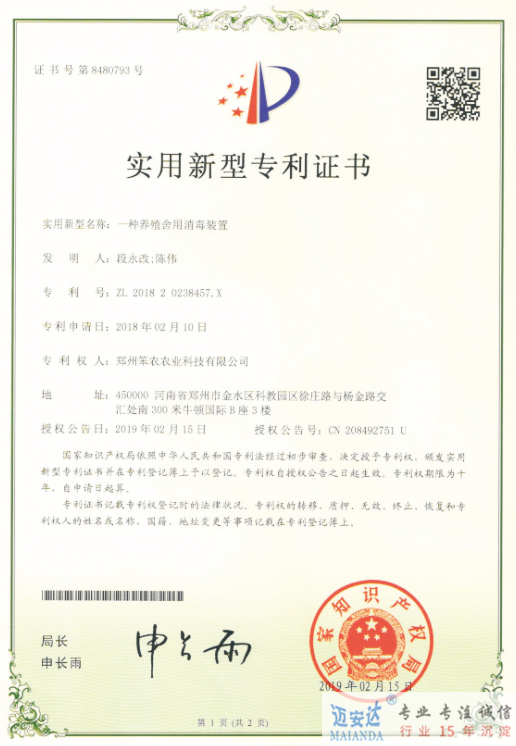 证书号第8480793号
实用新型专利证书
实用新型名称：一种养殖舍用消毒装置
发明人：段永改;陈伟
专利号：ZL 2018 2 0238457.X
专利申请日：2018年02月10日
专利权人：郑州笨农农业科技有限公司
地址：450000 河南省郑州市金水区科教园区徐庄路与杨金路交
汇处南300米牛顿国际B座3楼
授权公告日：2019年02月15日 授权公告号：CN 208492751 U
国家知识产权局依照中华人民共和国专利法经过初步审查，决定授予专利权，颁发实用
新型专利证书并在专利登记簿上予以登记。专利权自授权公告之日起生效。专利权期限为十
年，自申请日起算。
专利证书记载专利权登记时的法律状况。专利权的转移、质押、无效、终止、恢复和专
利权人的姓名或名称、国籍、地址变更等事项记载在专利登记簿上。
局长
申长雨
申长雨
国家知识产权局
2019年02月15日
第1页(共2页)
迈安达®
MAIANDA
专业专注诚信
行业15年沉淀